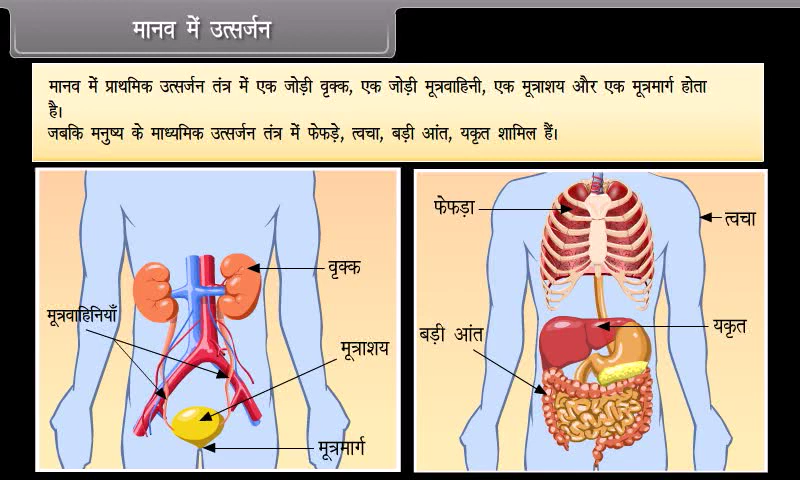 मानव में उत्सर्जन
मानव में प्राथमिक उत्सर्जन तंत्र में एक जोड़ी वृक्क, एक जोड़ी मूत्रवाहिनी, एक मूत्राशय और एक मूत्रमार्ग होता
है।
जबकि मनुष्य के माध्यमिक उत्सर्जन तंत्र में फेफड़े, त्वचा, बड़ी आंत, यकृत शामिल हैं।
वृक्क
मूत्रवाहिनियाँ
मूत्राशय
मूत्रमार्ग
फेफड़ा
त्वचा
यकृत
बड़ी आंत